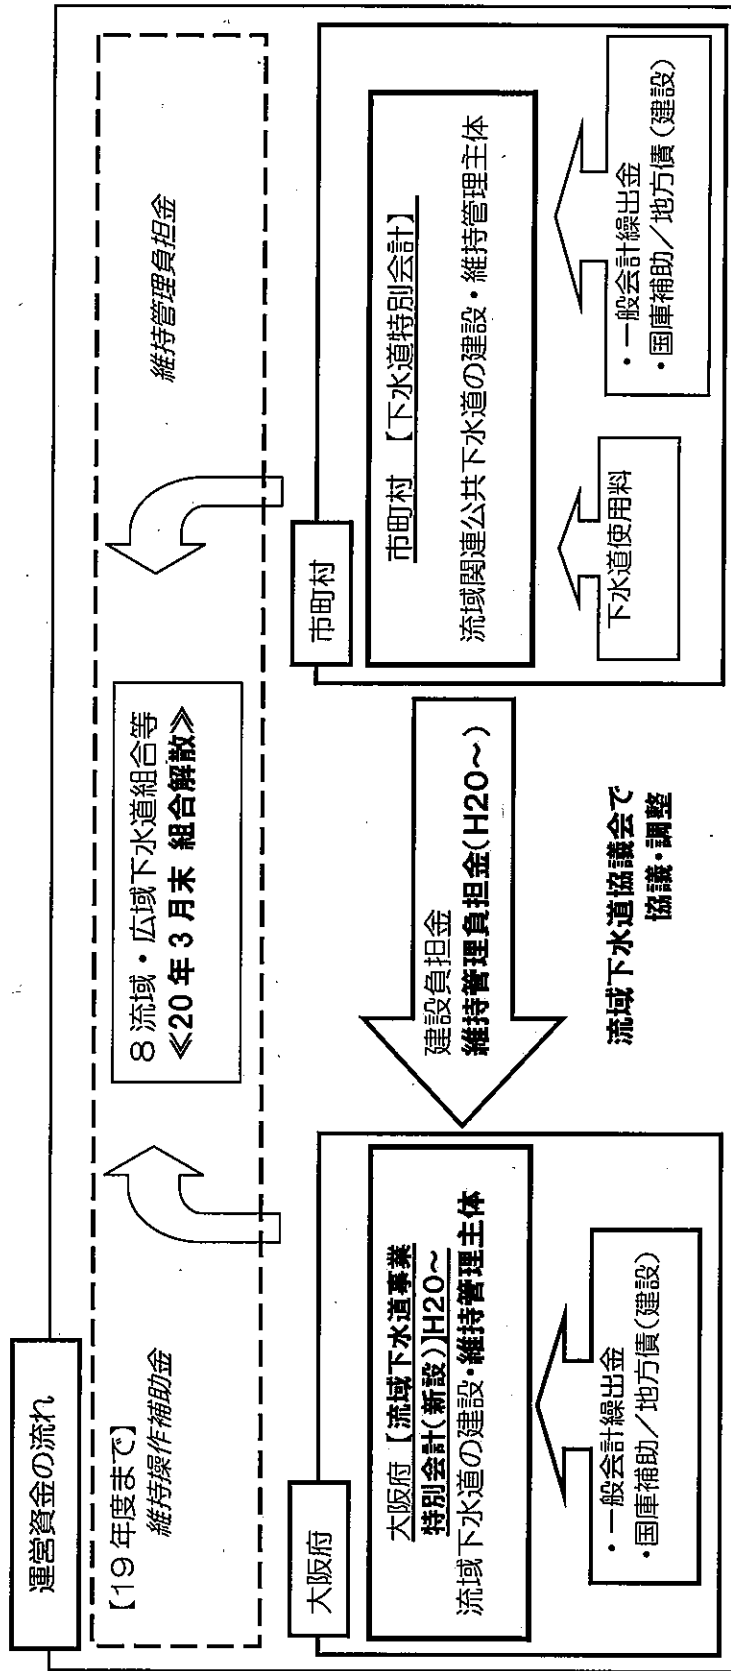 運営資金の流れ
【19年度まで】
維持操作補助金
8流域・広域下水道組合等
≪20年3月末 組合解散≫
維持管理負担金
大阪府
大阪府【流域下水道事業
特別会計(新設)】H20～
流域下水道の建設・維持管理主体
・一般会計繰出金
・国庫補助／地方債(建設)
建設負担金
維持管理負担金(H20～)
流域下水道協議会で
協議・調整
市町村
市町村 【下水道特別会計】
流域関連公共下水道の建設・維持管理主体
下水道使用料
・一般会計繰出金
・国庫補助／地方債(建設)